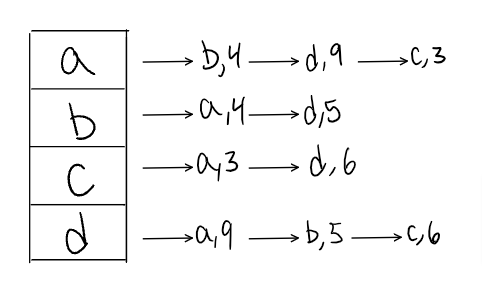 a → b,4 → d,9 → c,3
b → a,4 → d,5
c → a,3 → d,6
d → a,9 → b,5 → c,6